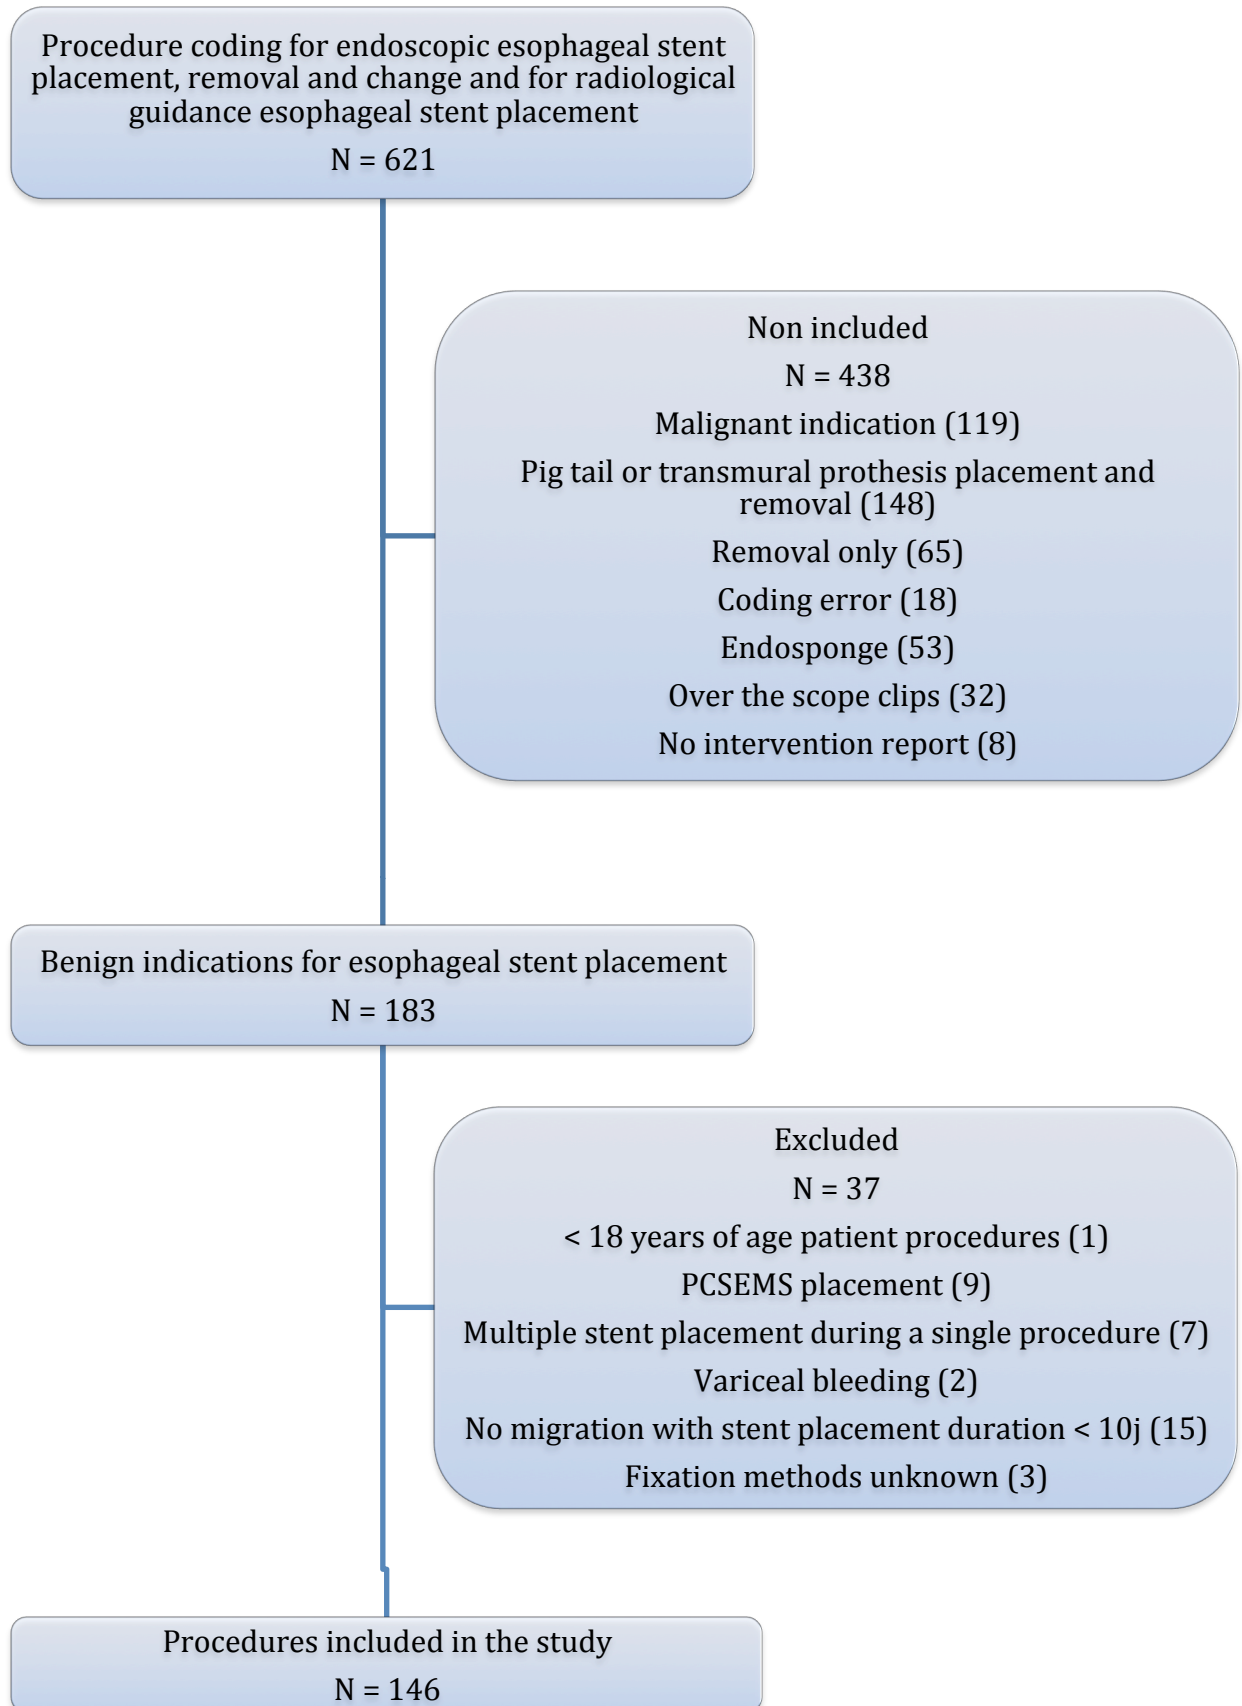 Procedure coding for endoscopic esophageal stent
placement, removal and change and for radiological
guidance esophageal stent placement
N = 621
Non included
N = 438
Malignant indication (119)
Pig tail or transmural prothesis placement and
removal (148)
Removal only (65)
Coding error (18)
Endosponge (53)
Over the scope clips (32)
No intervention report (8)
Benign indications for esophageal stent placement
N = 183
Excluded
N = 37
< 18 years of age patient procedures (1)
PCSEMS placement (9)
Multiple stent placement during a single procedure (7)
Variceal bleeding (2)
No migration with stent placement duration < 10j (15)
Fixation methods unknown (3)
Procedures included in the study
N = 146